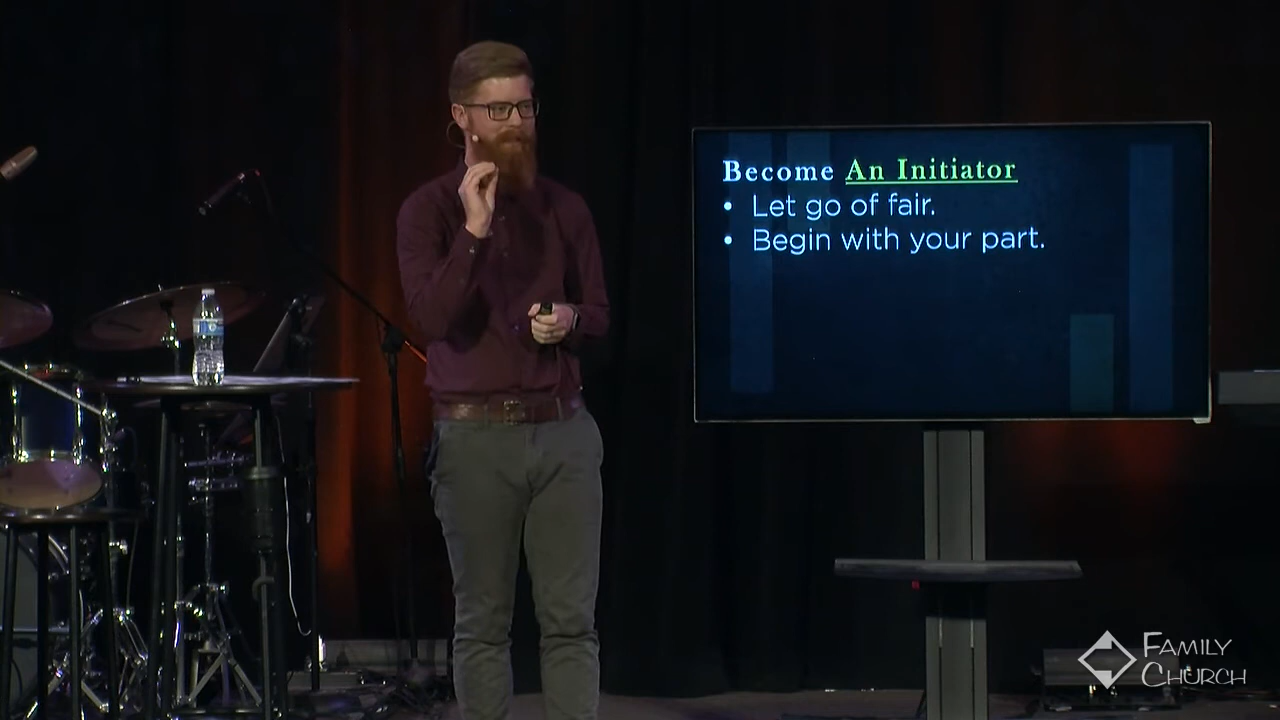 Become An Initiator
• Let go of fair.
• Begin with your part.
Family
Church